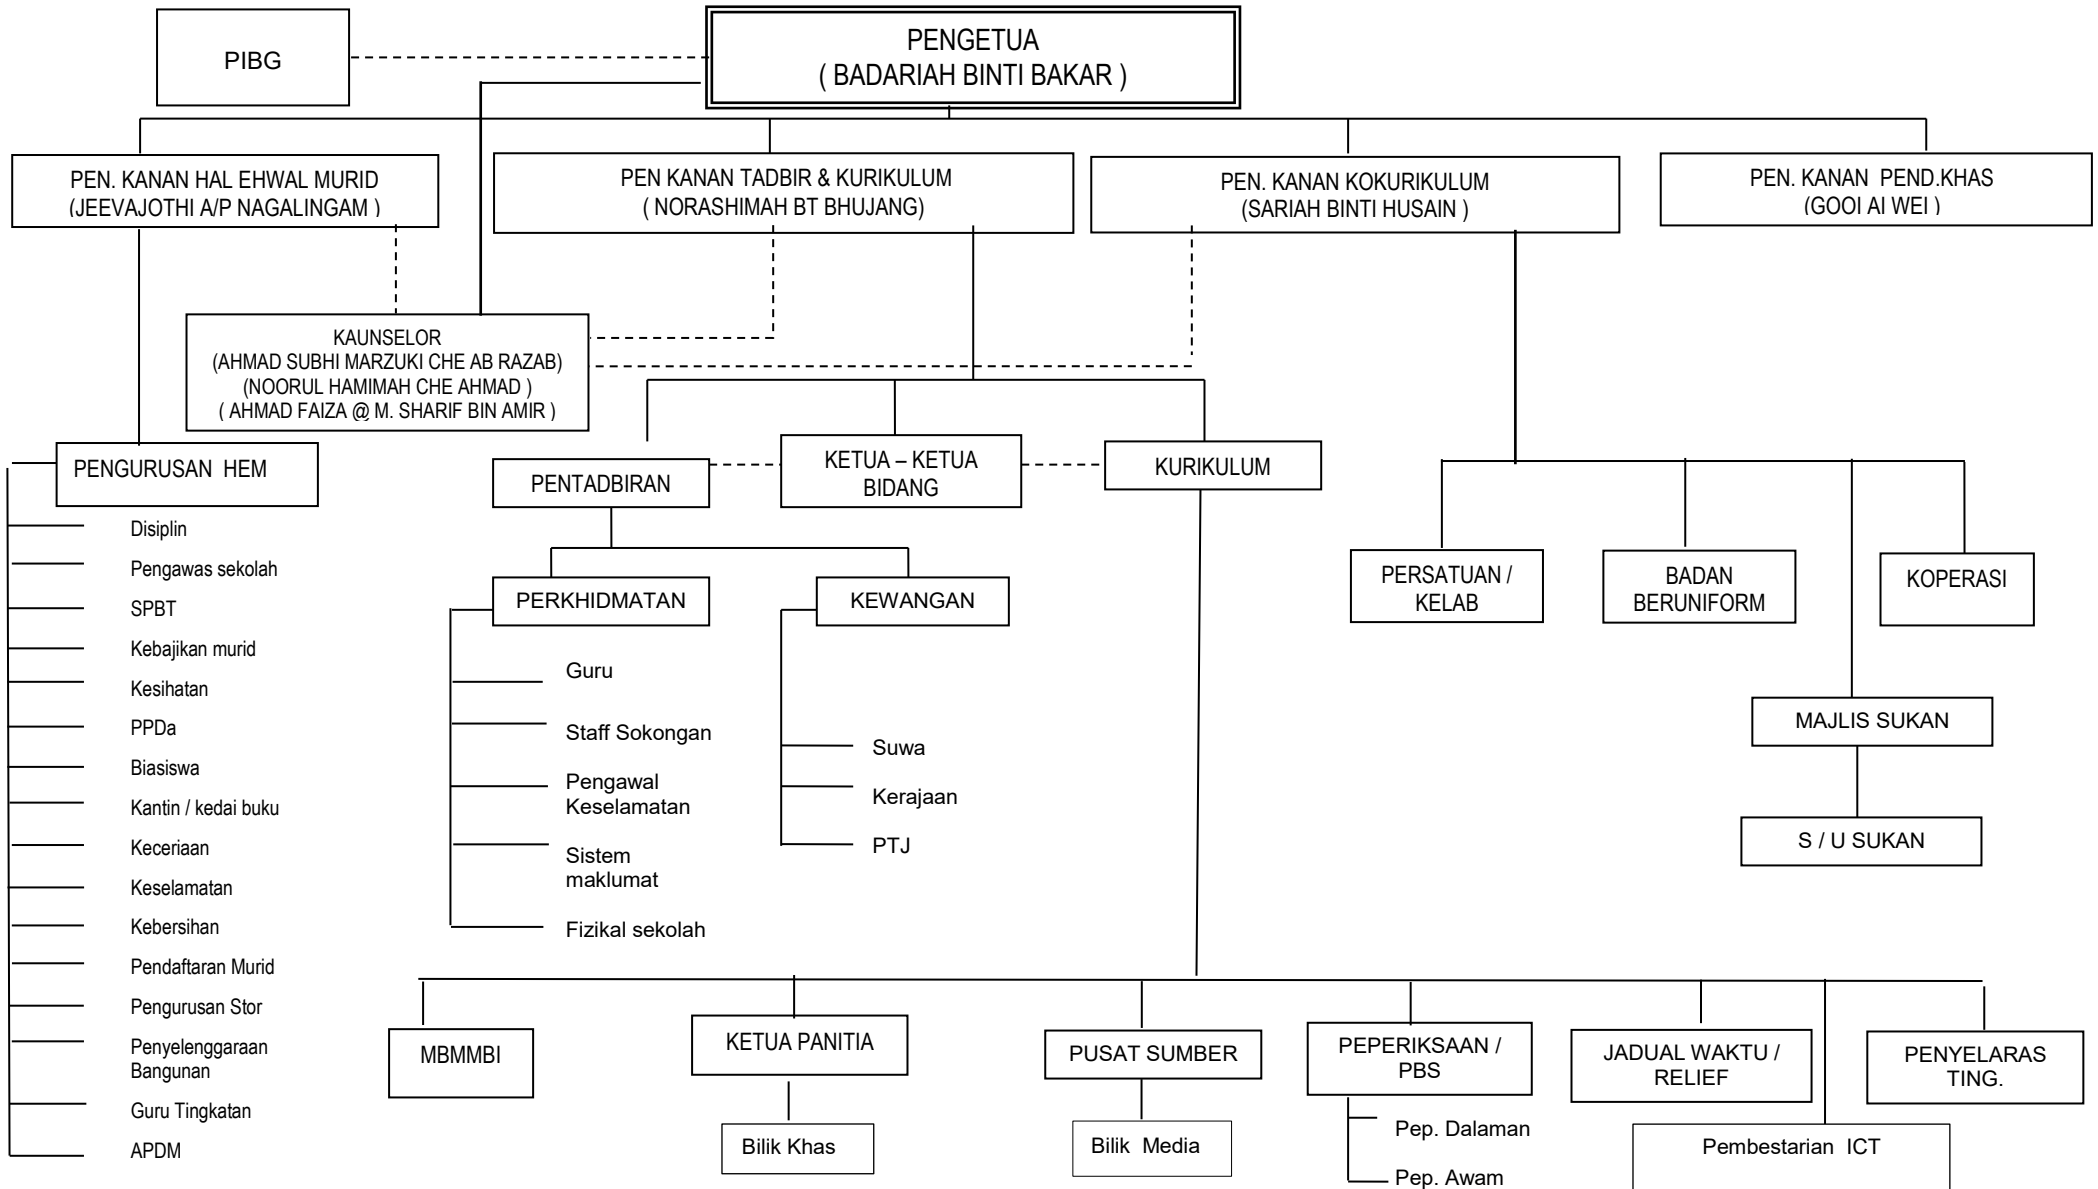 PIBG
PENGETUA
( BADARIAH BINTI BAKAR )
PEN. KANAN HAL EHWAL MURID
(JEEVAJOTHI A/P NAGALINGAM )
PEN KANAN TADBIR & KURIKULUM
( NORASHIMAH BT BHUJANG)
PEN. KANAN KOKURIKULUM
(SARIAH BINTI HUSAIN )
PEN. KANAN PEND.KHAS
(GOOI AI WEI )
KAUNSELOR
(AHMAD SUBHI MARZUKI CHE AB RAZAB)
(NOORUL HAMIMAH CHE AHMAD )
( AHMAD FAIZA @ M. SHARIF BIN AMIR )
PENGURUSAN HEM
Disiplin
Pengawas sekolah
SPBT
Kebajikan murid
Kesihatan
PPDa
Biasiswa
Kantin / kedai buku
Keceriaan
Keselamatan
Kebersihan
Pendaftaran Murid
Pengurusan Stor
Penyelenggaraan
Bangunan
Guru Tingkatan
APDM
PENTADBIRAN
KETUA – KETUA
BIDANG
KURIKULUM
PERKHIDMATAN
Guru
Staff Sokongan
Pengawal
Keselamatan
Sistem
maklumat
Fizikal sekolah
KEWANGAN
Suwa
Kerajaan
PTJ
PERSATUAN /
KELAB
BADAN
BERUNIFORM
KOPERASI
MAJLIS SUKAN
S / U SUKAN
MBMMBI
KETUA PANITIA
Bilik Khas
PUSAT SUMBER
Bilik Media
PEPERIKSAAN /
PBS
Pep. Dalaman
Pep. Awam
JADUAL WAKTU /
RELIEF
Pembestarian ICT
PENYELARAS
TING.